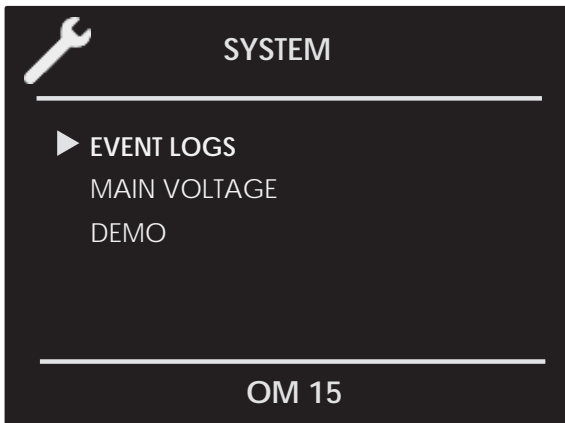 SYSTEM
EVENT LOGS
MAIN VOLTAGE
DEMO
OM 15